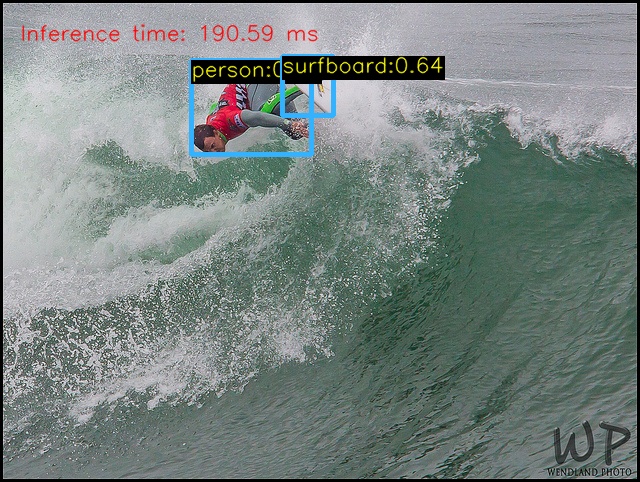 Inference time: 190.59 ms
person:0
surfboard:0.64
WP
WENDLAND PHOTO